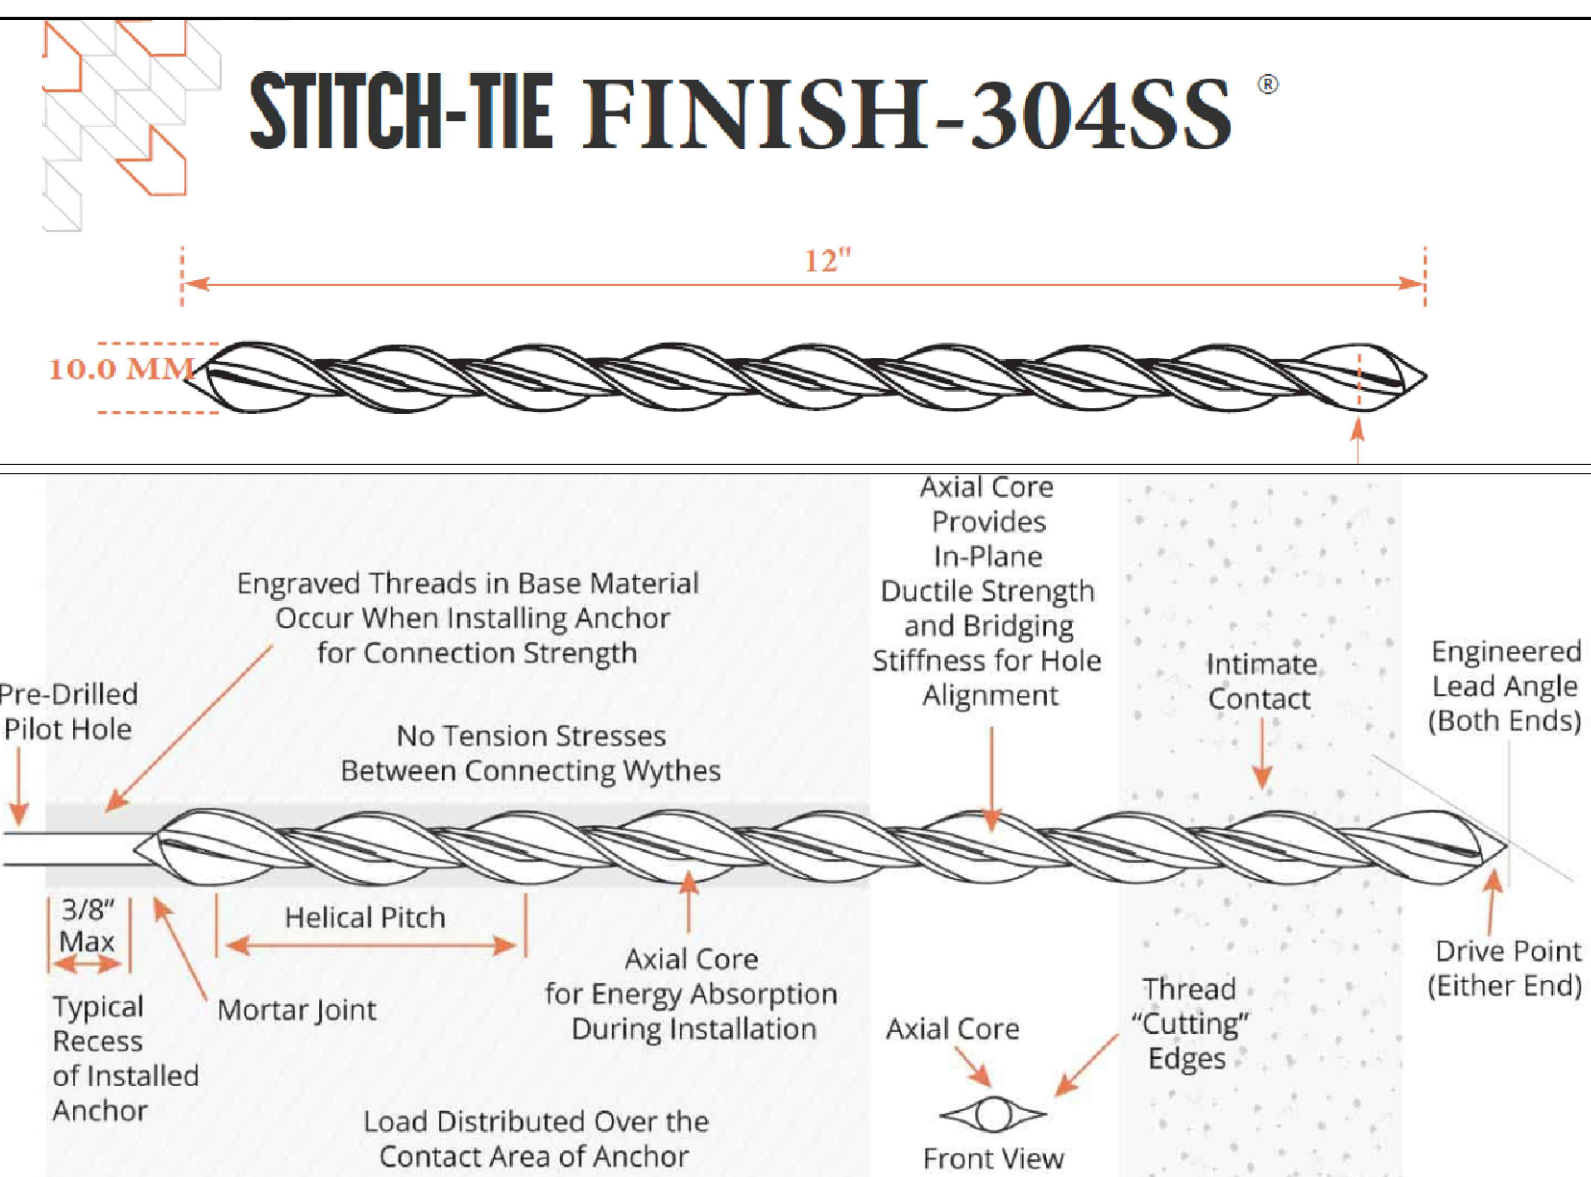 STITCH-TIE FINISH-304SS ®
12"
10.0 MM
Axial Core
Provides
In-Plane
Ductile Strength
and Bridging
Stiffness for Hole
Alignment
Engraved Threads in Base Material
Occur When Installing Anchor
for Connection Strength
Intimate
Contact
Engineered
Lead Angle
(Both Ends)
Pre-Drilled
Pilot Hole
No Tension Stresses
Between Connecting Wythes
3/8"
Max
Helical Pitch
Typical
Recess
of Installed
Anchor
Mortar Joint
Axial Core
for Energy Absorption
During Installation
Drive Point
(Either End)
Axial Core
Thread
“Cutting”
Edges
Load Distributed Over the
Contact Area of Anchor
Front View